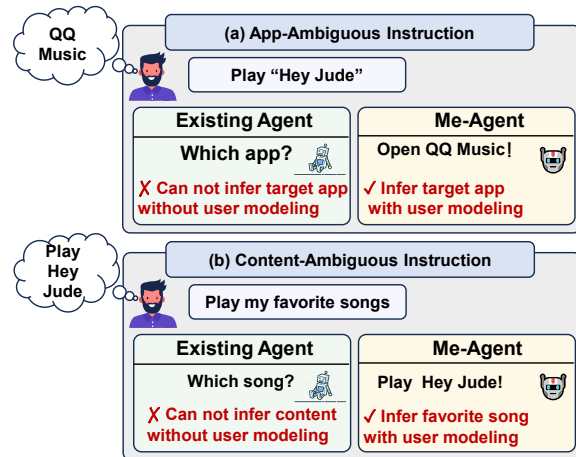 QQ
Music
(a) App-Ambiguous Instruction
Play “Hey Jude”
Existing Agent
Which app?
✗ Can not infer target app
without user modeling
Me-Agent
Open QQ Music!
✓ Infer target app
with user modeling
Play
Hey
Jude
(b) Content-Ambiguous Instruction
Play my favorite songs
Existing Agent
Which song?
✗ Can not infer content
without user modeling
Me-Agent
Play Hey Jude!
✓ Infer favorite song
with user modeling